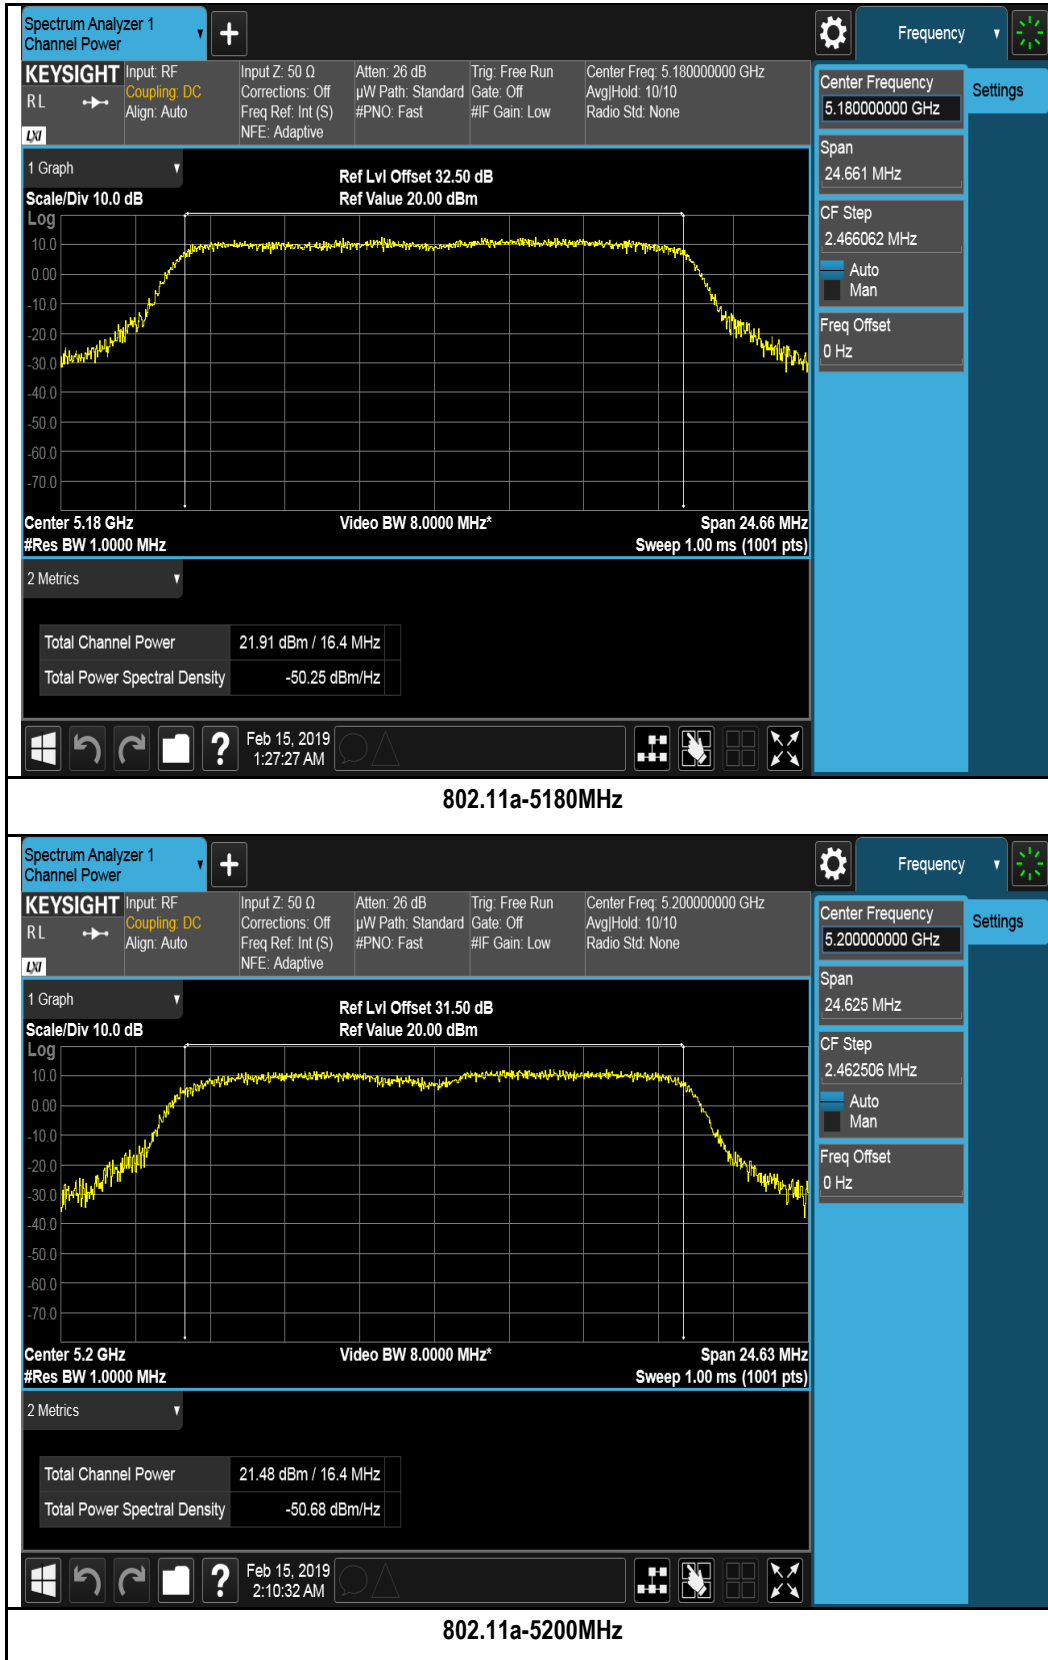 Spectrum Analyzer 1
Channel Power
+
Frequency
KEYSIGHT
RL
LXI
Input: RF
Coupling: DC
Align: Auto
Input Z: 50 Ω
Corrections: Off
Freq Ref: Int (S)
NFE: Adaptive
Atten: 26 dB
µW Path: Standard
#PNO: Fast
Trig: Free Run
Gate: Off
#IF Gain: Low
Center Freq: 5.180000000 GHz
Avg|Hold: 10/10
Radio Std: None
Center Frequency
5.180000000 GHz
Settings
Span
24.661 MHz
CF Step
2.466062 MHz
Auto
Man
Freq Offset
0 Hz
1 Graph
Ref Lvl Offset 32.50 dB
Scale/Div 10.0 dB
Ref Value 20.00 dBm
Log
10.0
0.00
-10.0
-20.0
-30.0
-40.0
-50.0
-60.0
-70.0
Center 5.18 GHz
Video BW 8.0000 MHz*
Span 24.66 MHz
#Res BW 1.0000 MHz
Sweep 1.00 ms (1001 pts)
2 Metrics
Total Channel Power 21.91 dBm / 16.4 MHz
Total Power Spectral Density -50.25 dBm/Hz
?
Feb 15, 2019
1:27:27 AM
802.11a-5180MHz
Spectrum Analyzer 1
Channel Power
+
Frequency
KEYSIGHT
RL
LXI
Input: RF
Coupling: DC
Align: Auto
Input Z: 50 Ω
Corrections: Off
Freq Ref: Int (S)
NFE: Adaptive
Atten: 26 dB
µW Path: Standard
#PNO: Fast
Trig: Free Run
Gate: Off
#IF Gain: Low
Center Freq: 5.200000000 GHz
Avg|Hold: 10/10
Radio Std: None
Center Frequency
5.200000000 GHz
Settings
Span
24.625 MHz
CF Step
2.462506 MHz
Auto
Man
Freq Offset
0 Hz
1 Graph
Ref Lvl Offset 31.50 dB
Scale/Div 10.0 dB
Ref Value 20.00 dBm
Log
10.0
0.00
-10.0
-20.0
-30.0
-40.0
-50.0
-60.0
-70.0
Center 5.2 GHz
Video BW 8.0000 MHz*
Span 24.63 MHz
#Res BW 1.0000 MHz
Sweep 1.00 ms (1001 pts)
2 Metrics
Total Channel Power 21.48 dBm / 16.4 MHz
Total Power Spectral Density -50.68 dBm/Hz
?
Feb 15, 2019
2:10:32 AM
802.11a-5200MHz